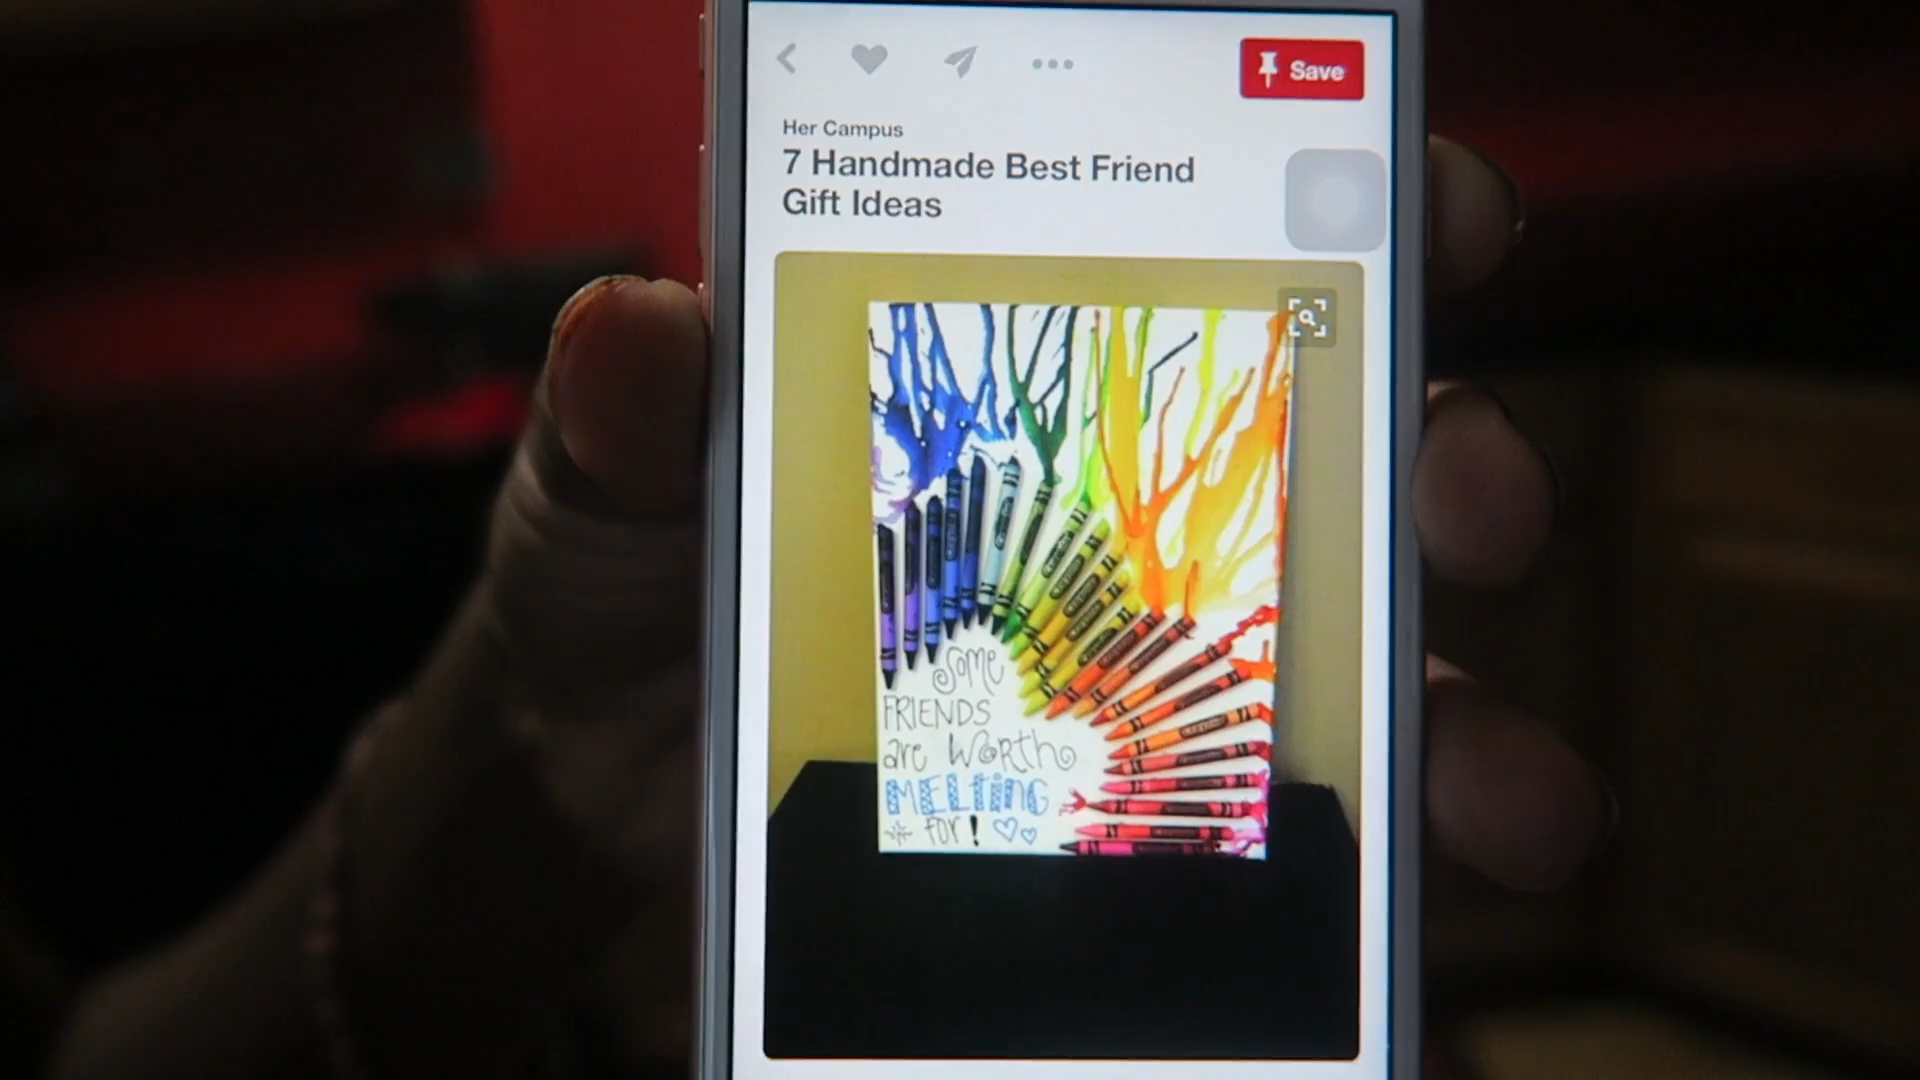 Save
Her Campus
7 Handmade Best Friend
Gift Ideas
Some
FRIENDS
are WORTH
MELting
for!